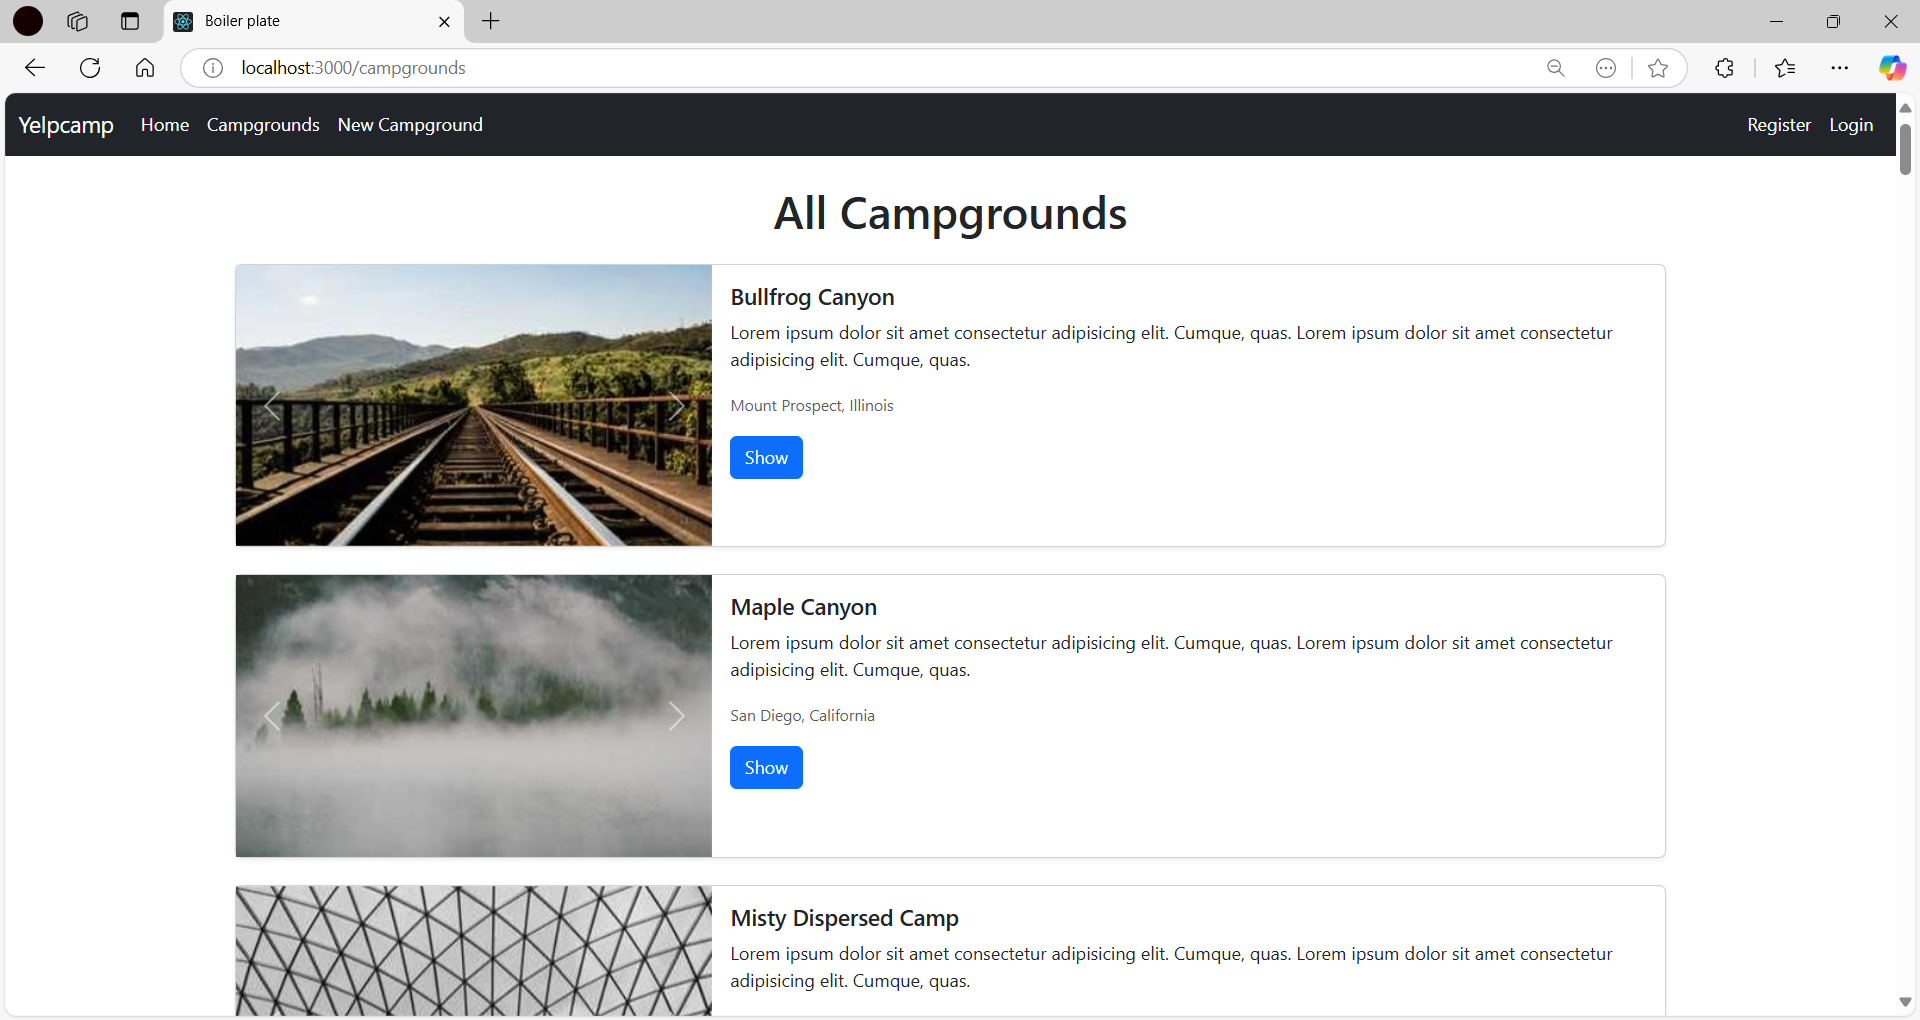 Boiler plate
localhost:3000/campgrounds
Yelpcamp Home Campgrounds New Campground Register Login
All Campgrounds
Bullfrog Canyon
Lorem ipsum dolor sit amet consectetur adipisicing elit. Cumque, quas. Lorem ipsum dolor sit amet consectetur
adipisicing elit. Cumque, quas.
Mount Prospect, Illinois
Show
Maple Canyon
Lorem ipsum dolor sit amet consectetur adipisicing elit. Cumque, quas. Lorem ipsum dolor sit amet consectetur
adipisicing elit. Cumque, quas.
San Diego, California
Show
Misty Dispersed Camp
Lorem ipsum dolor sit amet consectetur adipisicing elit. Cumque, quas. Lorem ipsum dolor sit amet consectetur
adipisicing elit. Cumque, quas.